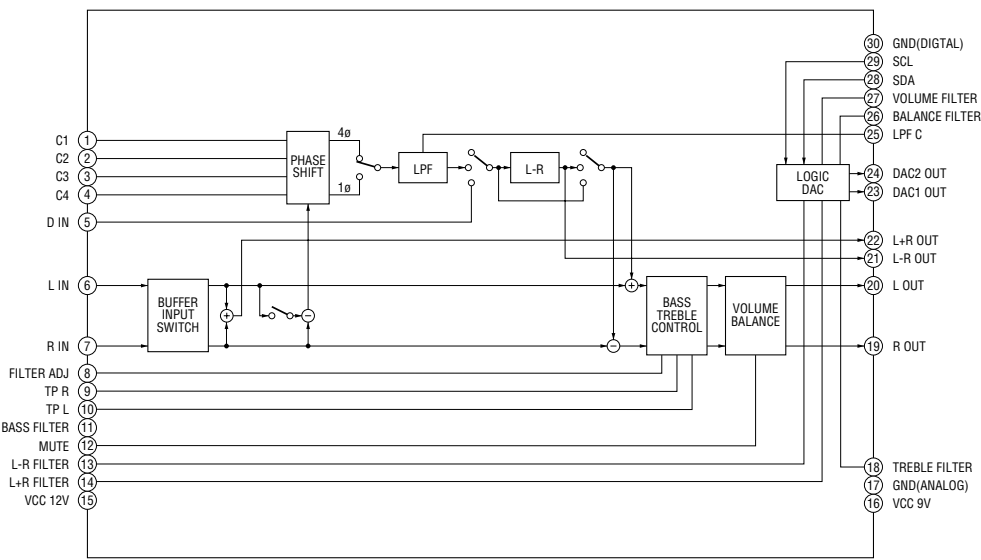 30 GND(DIGTAL)
29 SCL
28 SDA
27 VOLUME FILTER
26 BALANCE FILTER
25 LPF C
C1 1
C2 2
C3 3
C4 4
D IN 5
4ø
PHASE
SHIFT
1ø
LPF
L-R
LOGIC
DAC
24 DAC2 OUT
23 DAC1 OUT
22 L+R OUT
21 L-R OUT
L IN 6
R IN 7
BUFFER
INPUT
SWITCH
+
−
+
−
BASS
TREBLE
CONTROL
VOLUME
BALANCE
20 L OUT
19 R OUT
FILTER ADJ 8
TP R 9
TP L 10
BASS FILTER 11
MUTE 12
L-R FILTER 13
L+R FILTER 14
VCC 12V 15
18 TREBLE FILTER
17 GND(ANALOG)
16 VCC 9V